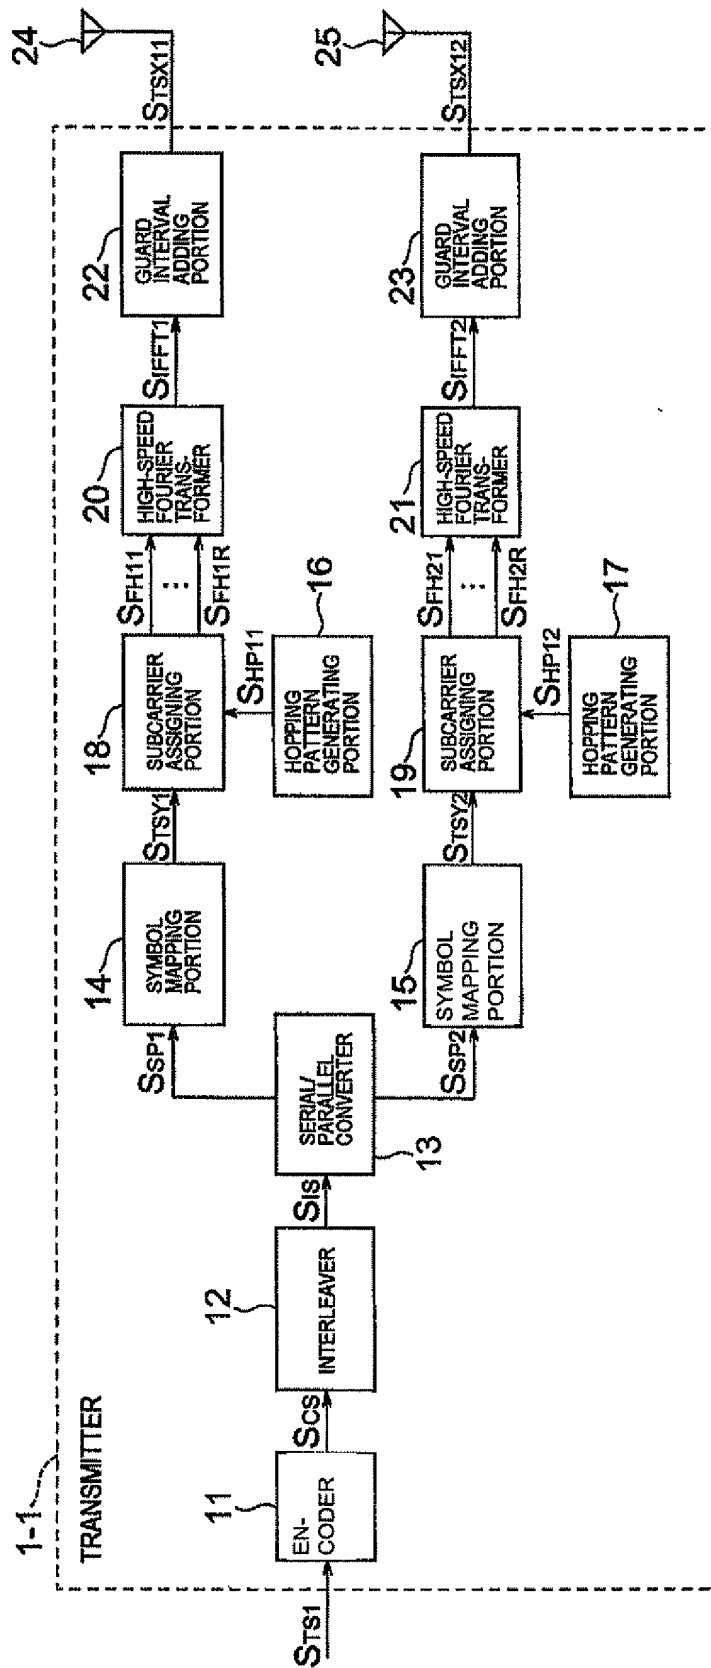 1-1
TRANSMITTER
STS1
11
EN-
CODER
SCS
12
INTERLEAVER
SIS
13
SERIAL/
PARALLEL
CONVERTER
SSP1
14
SYMBOL
MAPPING
PORTION
STSY1
18
SUBCARRIER
ASSIGNING
PORTION
SHP11
16
HOPPING
PATTERN
GENERATING
PORTION
SFH11
...
SFH1R
20
HIGH-SPEED
FOURIER
TRANS-
FORMER
SIFFT1
22
GUARD
INTERVAL
ADDING
PORTION
STSX11
24
SSP2
15
SYMBOL
MAPPING
PORTION
STSY2
19
SUBCARRIER
ASSIGNING
PORTION
SHP12
17
HOPPING
PATTERN
GENERATING
PORTION
SFH21
...
SFH2R
21
HIGH-SPEED
FOURIER
TRANS-
FORMER
SIFFT2
23
GUARD
INTERVAL
ADDING
PORTION
STSX12
25